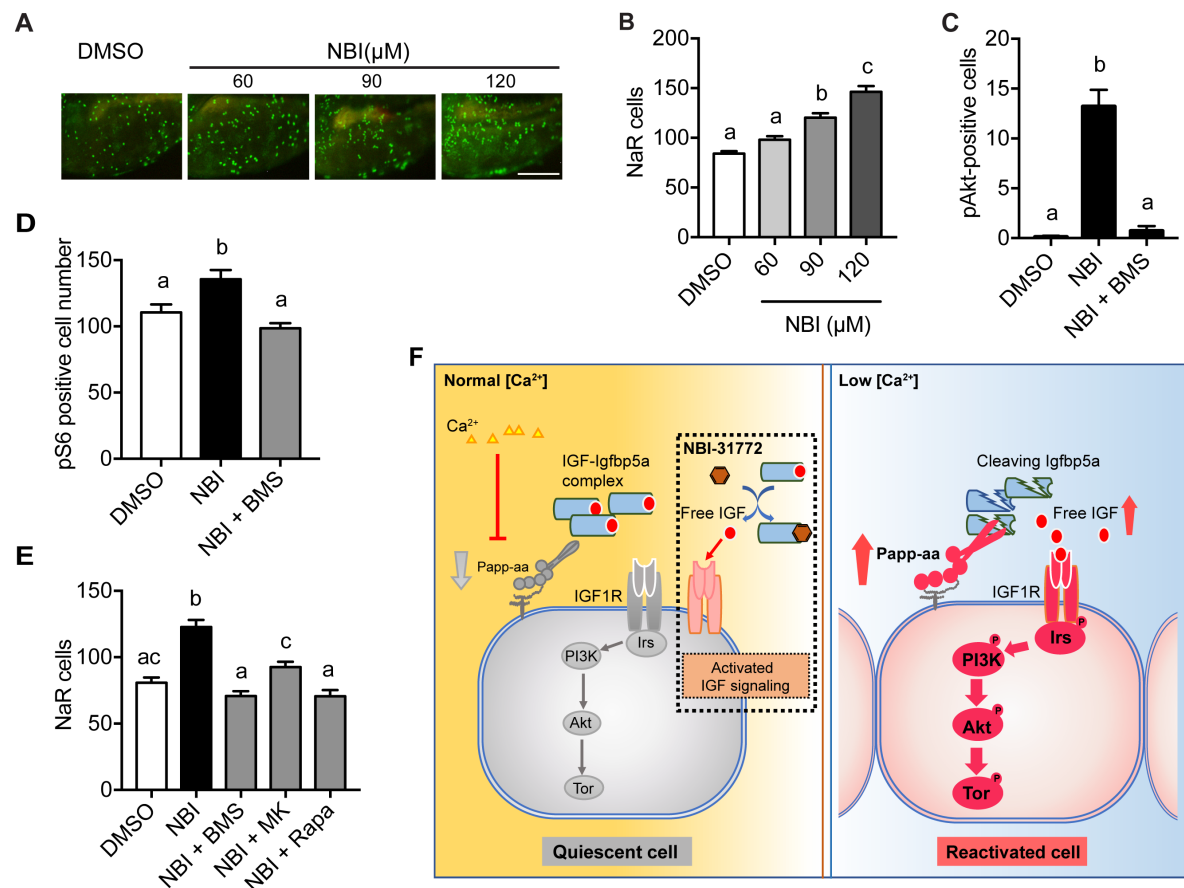 A
DMSO
NBI(µM)
60
90
120
B
NaR cells
200
150
100
50
0
a
a
b
c
DMSO
60
90
120
NBI (µM)
C
pAkt-positive cells
20
15
10
5
0
a
b
a
DMSO
NBI
NBI + BMS
D
pS6 positive cell number
150
100
50
0
a
b
a
DMSO
NBI
NBI + BMS
E
NaR cells
150
100
50
0
ac
b
a
c
a
DMSO
NBI
NBI + BMS
NBI + MK
NBI + Rapa
F
Normal [Ca²⁺]
Ca²⁺
IGF-Igfbp5a
complex
Papp-aa
IGF1R
Irs
PI3K
Akt
Tor
NBI-31772
Free IGF
Activated
IGF signaling
Quiescent cell
Low [Ca²⁺]
Cleaving Igfbp5a
Free IGF
Papp-aa
IGF1R
P
Irs
P
PI3K
P
Akt
P
Tor
Reactivated cell